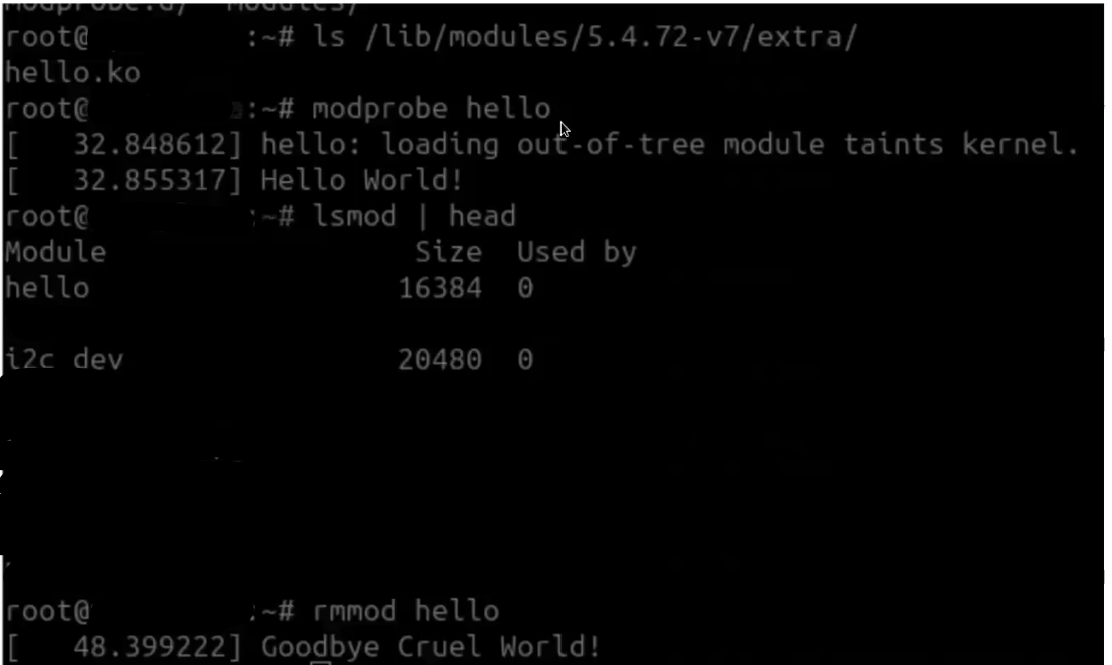 modprobe.d/  modules/
root@          :~# ls /lib/modules/5.4.72-v7/extra/
hello.ko
root@          :~# modprobe hello
[   32.848612] hello: loading out-of-tree module taints kernel.
[   32.855317] Hello World!
root@          :~# lsmod | head
Module                  Size  Used by
hello                  16384  0
i2c dev                20480  0
root@          :~# rmmod hello
[   48.399222] Goodbye Cruel World!